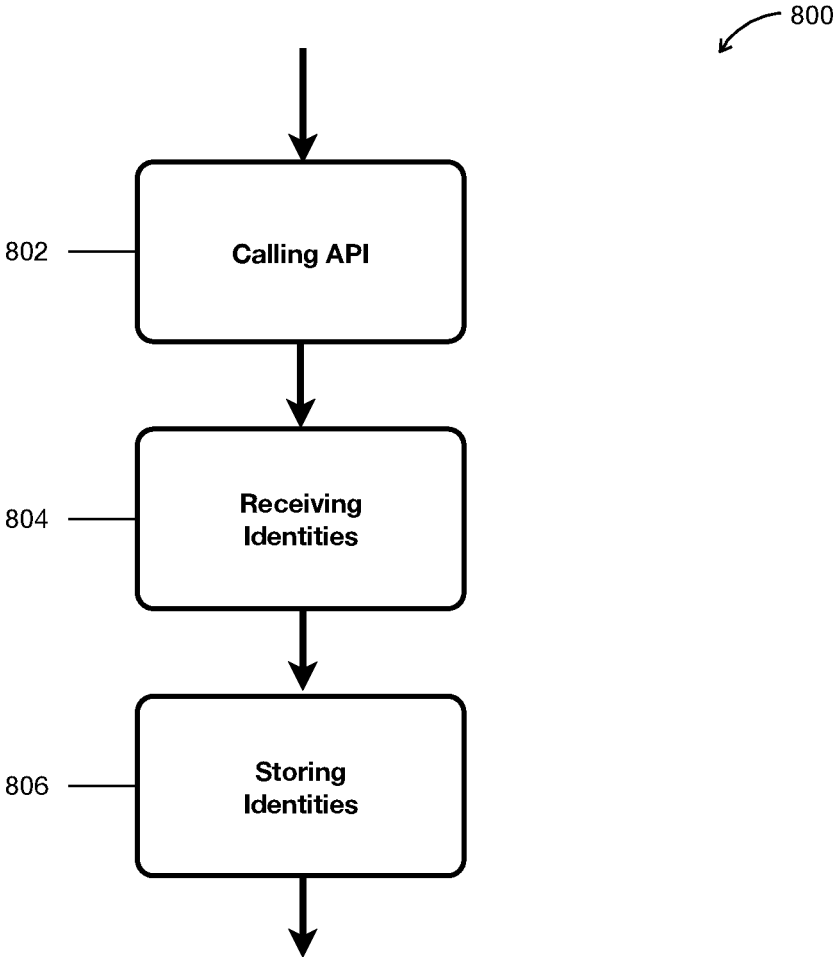 800
802
Calling API
804
Receiving
Identities
806
Storing
Identities